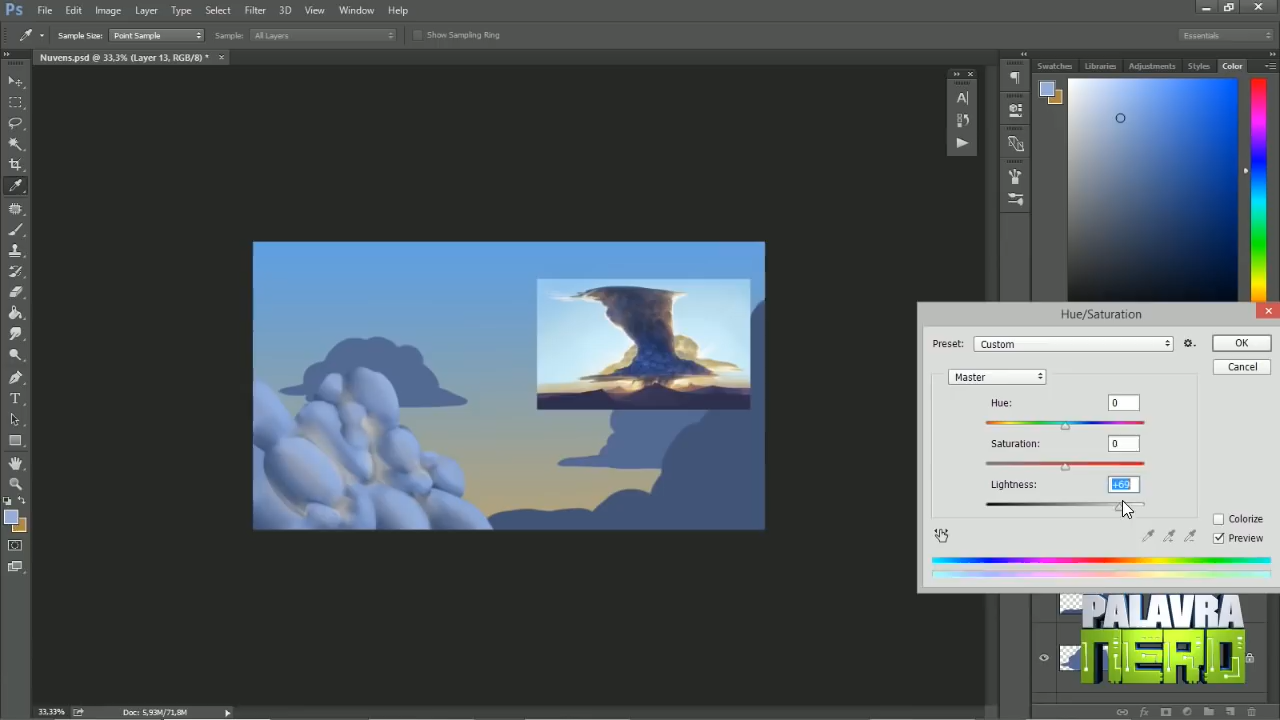 Ps File Edit Image Layer Type Select Filter 3D View Window Help
Sample Size: Point Sample Sample: All Layers Show Sampling Ring Essentials
Nuvens.psd @ 33,3% (Layer 13, RGB/8) *
Swatches Libraries Adjustments Styles Color
Hue/Saturation
Preset: Custom OK
Cancel
Master
Hue: 0
Saturation: 0
Lightness: +69
Colorize
Preview
PALAVRA
NERD
33,33% Doc: 5,93M/71,8M